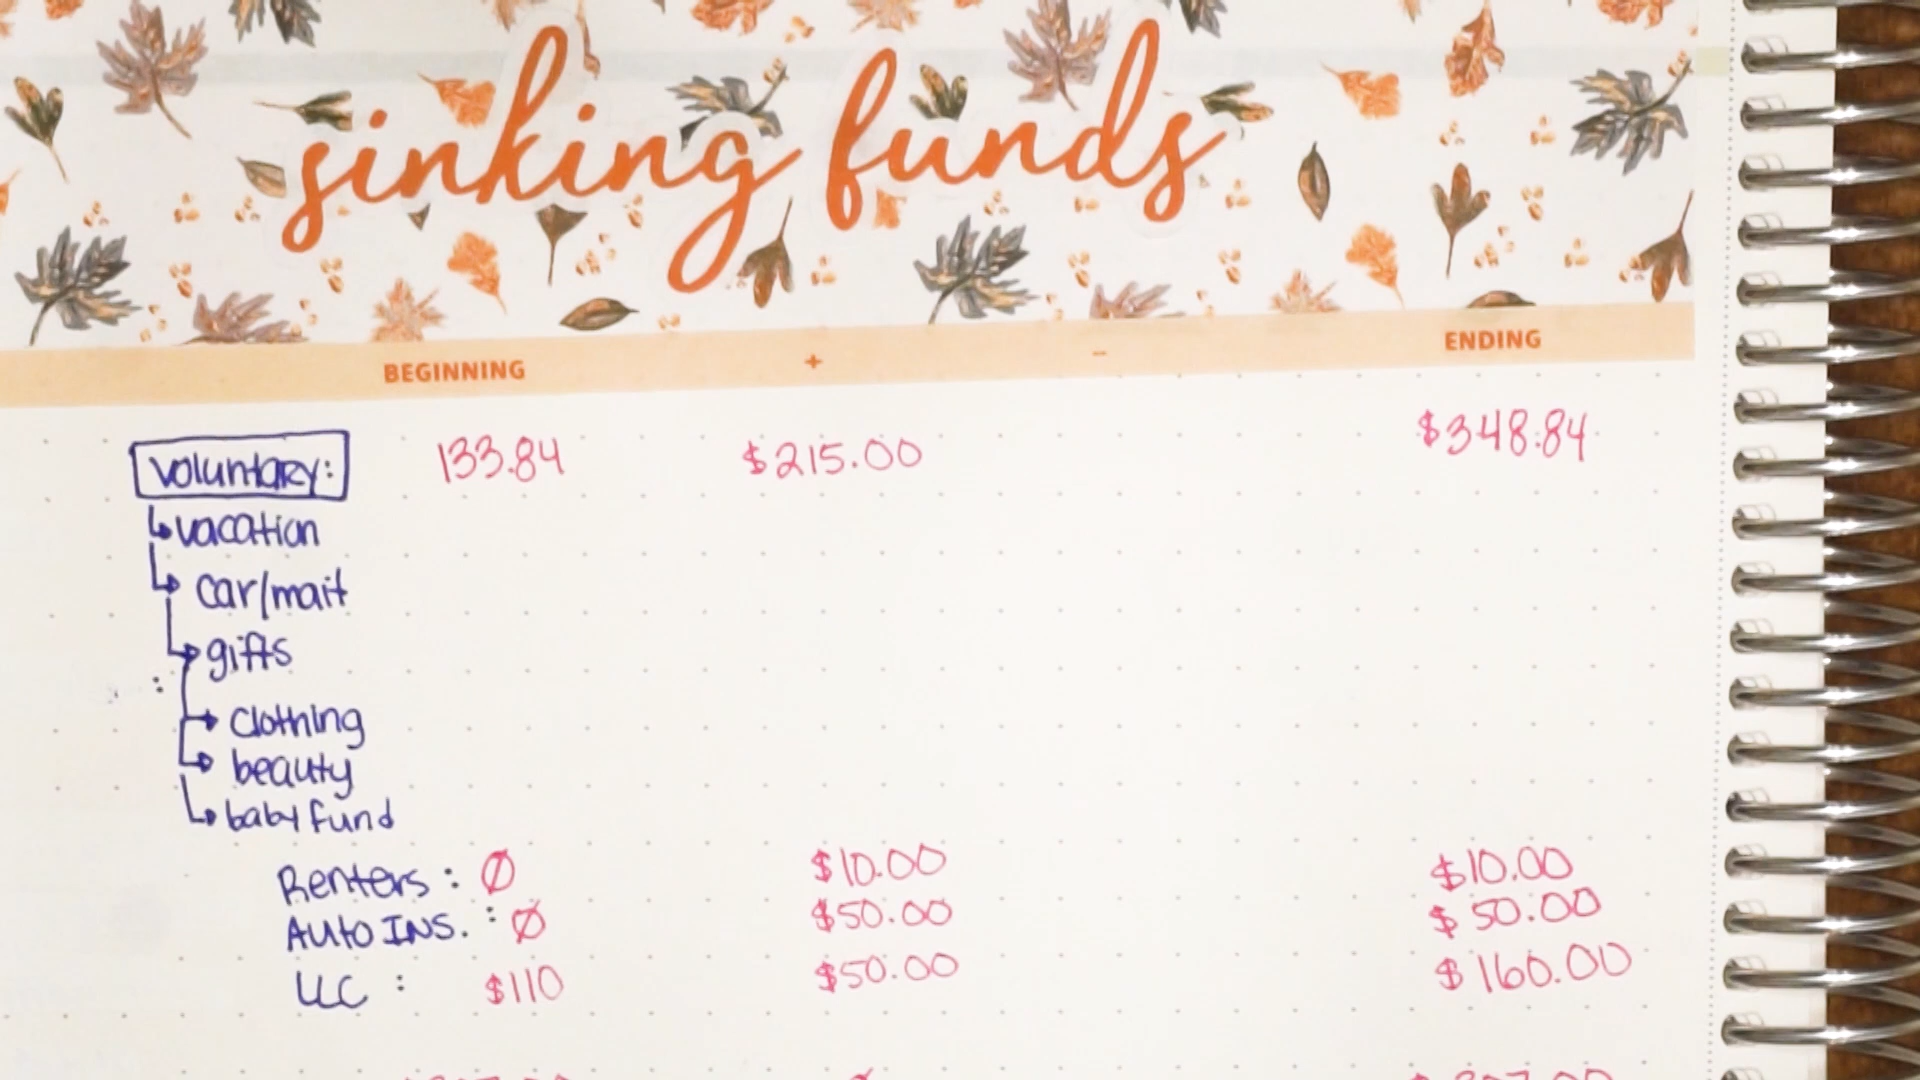 sinking funds
BEGINNING + - ENDING
voluntary: 133.84 $215.00 $348.84
vacation
car/mait
gifts
:
clothing
beauty
baby fund
Renters : Ø $10.00 $10.00
Auto INS. : Ø $50.00 $50.00
LLC : $110 $50.00 $160.00